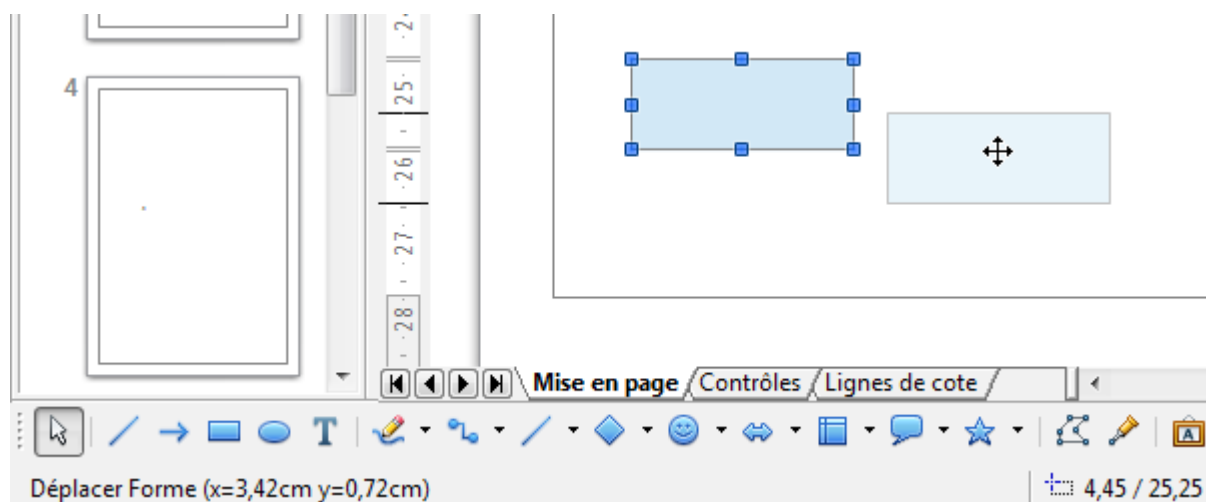 4
24
25
26
27
28
Mise en page
Contrôles
Lignes de cote
T
A
Déplacer Forme (x=3,42cm y=0,72cm)
4,45 / 25,25